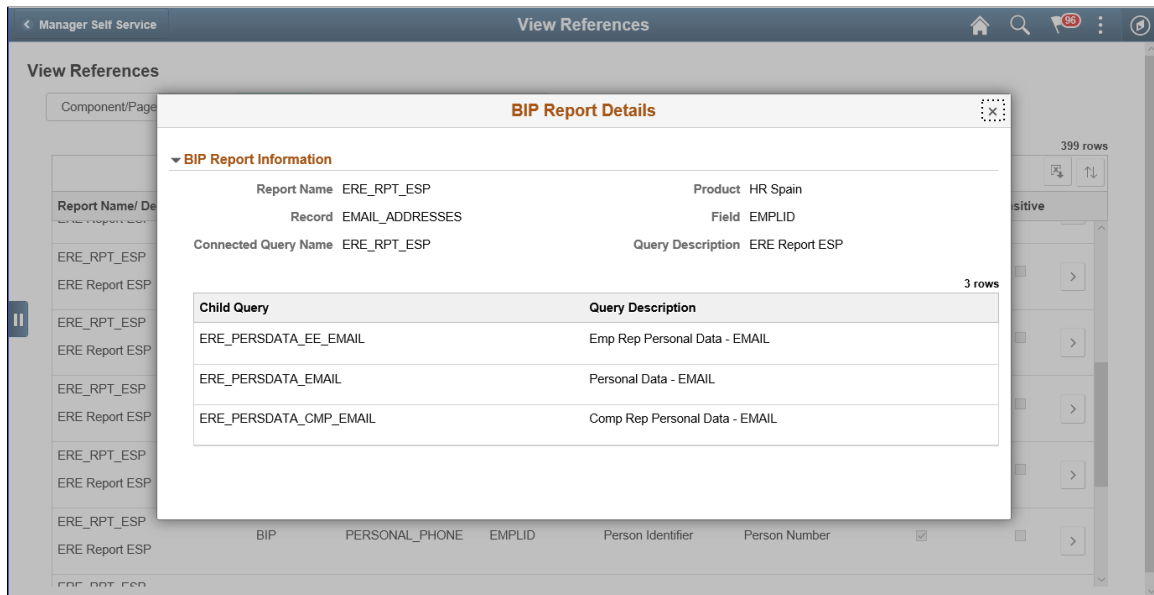 Manager Self Service View References 96
View References
Component/Page
BIP Report Details
399 rows
BIP Report Information
Report Name ERE_RPT_ESP Product HR Spain
Record EMAIL_ADDRESSES Field EMPLID
Connected Query Name ERE_RPT_ESP Query Description ERE Report ESP
3 rows
Child Query Query Description
ERE_PERSDATA_EE_EMAIL Emp Rep Personal Data - EMAIL
ERE_PERSDATA_EMAIL Personal Data - EMAIL
ERE_PERSDATA_CMP_EMAIL Comp Rep Personal Data - EMAIL
Report Name/ De sitive
ERE_RPT_ESP
ERE Report ESP
ERE_RPT_ESP
ERE Report ESP
ERE_RPT_ESP
ERE Report ESP
ERE_RPT_ESP
ERE Report ESP
ERE_RPT_ESP
BIP PERSONAL_PHONE EMPLID Person Identifier Person Number
ERE Report ESP